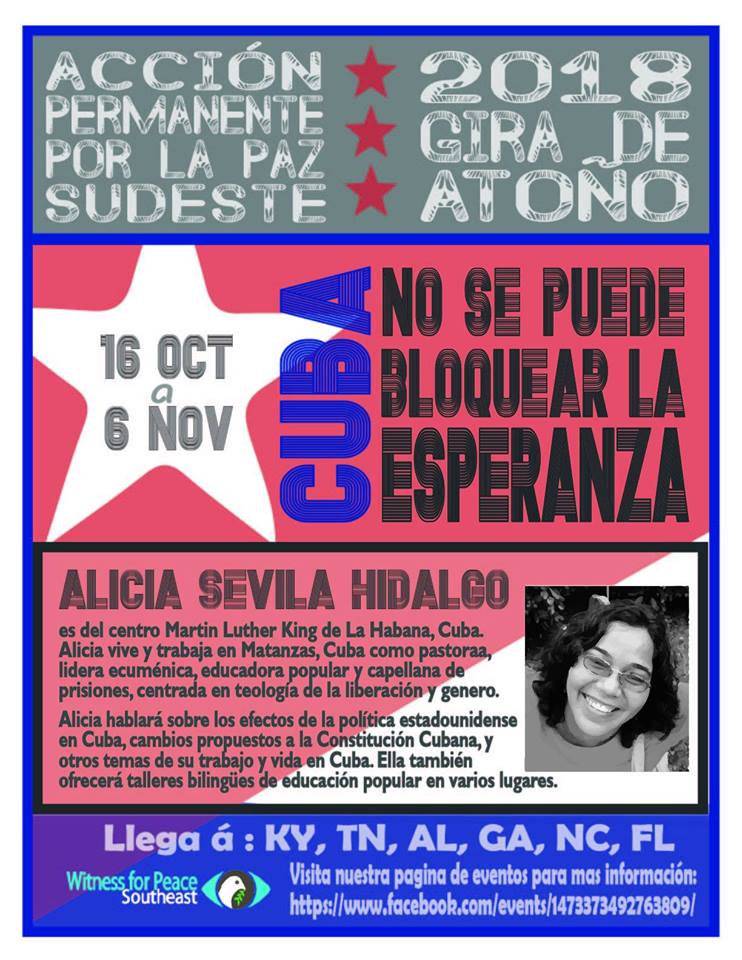 ACCIÓN
PERMANENTE
POR LA PAZ
SUDESTE
2018
GIRA DE
ATOÑO
16 OCT
a
6 NOV
CUBA
NO SE PUEDE
BLOQUEAR LA
ESPERANZA
ALICIA SEVILA HIDALGO
es del centro Martin Luther King de La Habana, Cuba.
Alicia vive y trabaja en Matanzas, Cuba como pastoraa,
lidera ecuménica, educadora popular y capellana de
prisiones, centrada en teología de la liberación y genero.
Alicia hablará sobre los efectos de la política estadounidense
en Cuba, cambios propuestos a la Constitución Cubana, y
otros temas de su trabajo y vida en Cuba. Ella también
ofrecerá talleres bilingües de educación popular en varios lugares.
Llega á : KY, TN, AL, GA, NC, FL
Witness for Peace
Southeast
Visita nuestra pagina de eventos para mas información:
https://www.facebook.com/events/1473373492763809/